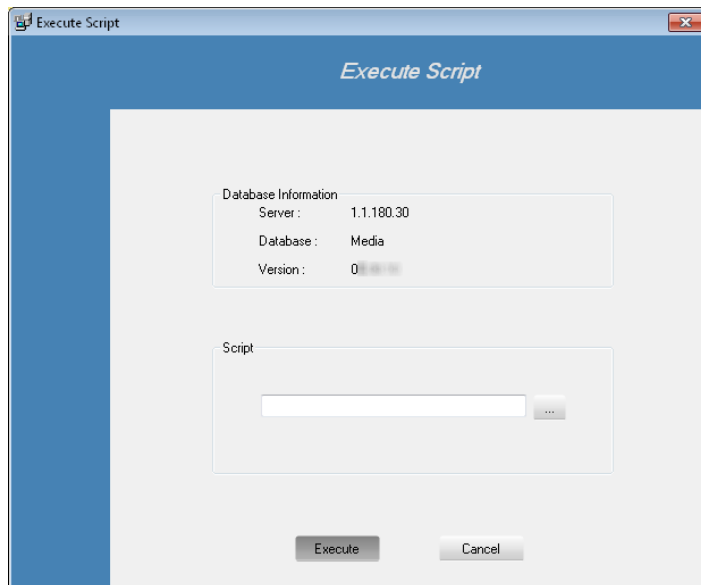 Execute Script
Execute Script
Database Information
Server : 1.1.180.30
Database : Media
Version :
Script
...
Execute Cancel